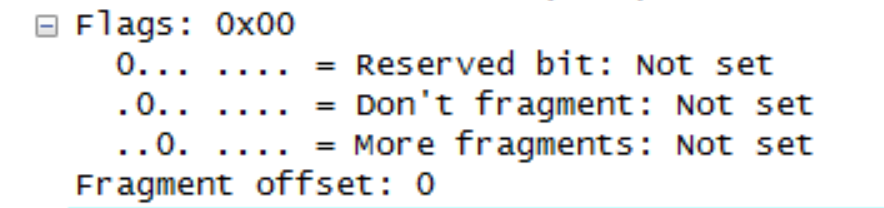 Flags: 0x00
0... .... = Reserved bit: Not set
.0.. .... = Don't fragment: Not set
..0. .... = More fragments: Not set
Fragment offset: 0